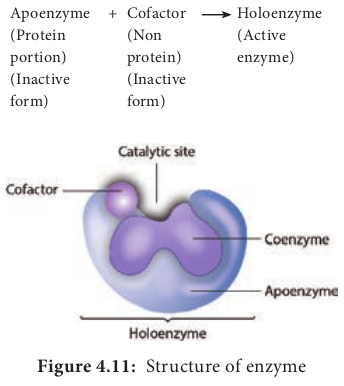 Apoenzyme + Cofactor ⟶ Holoenzyme
(Protein (Non (Active
portion) protein) enzyme)
(Inactive (Inactive
form) form)
Catalytic site
Cofactor
Coenzyme
Apoenzyme
Holoenzyme
Figure 4.11: Structure of enzyme